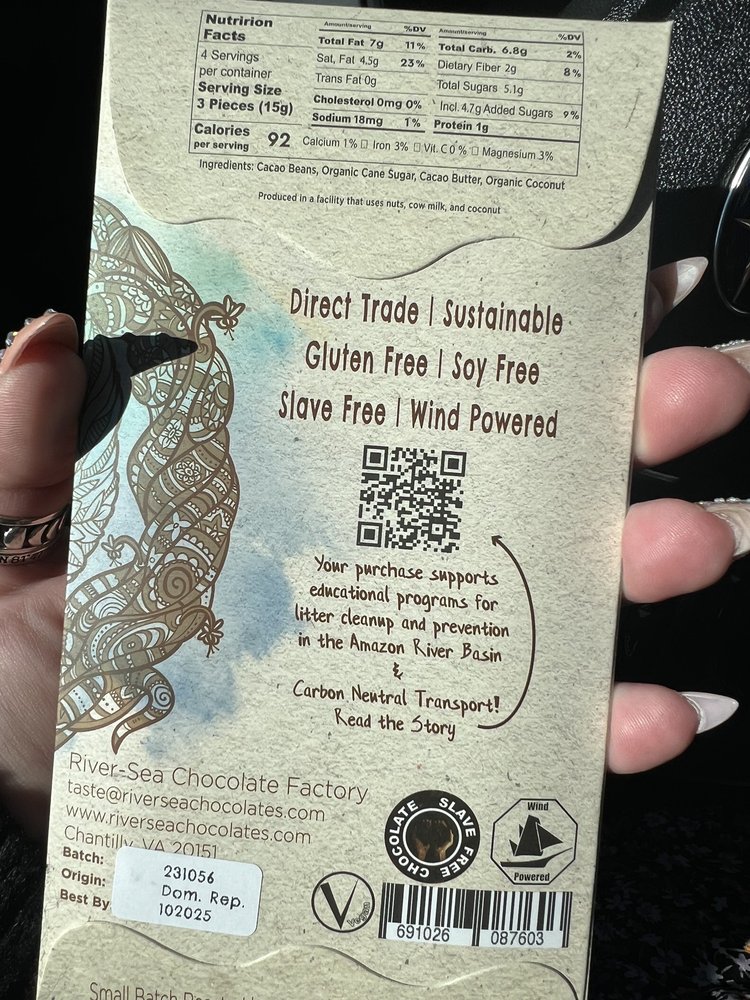 Nutririon
Facts
4 Servings
per container
Serving Size
3 Pieces (15g)
Calories
per serving 92
Amount/serving %DV
Total Fat 7g 11%
Sat, Fat 4.5g 23%
Trans Fat 0g
Cholesterol 0mg 0%
Sodium 18mg 1%
Amount/serving %DV
Total Carb. 6.8g 2%
Dietary Fiber 2g 8%
Total Sugars 5.1g
Incl. 4.7g Added Sugars 9%
Protein 1g
Calcium 1% □ Iron 3% □ Vit. C 0 % □ Magnesium 3%
Ingredients: Cacao Beans, Organic Cane Sugar, Cacao Butter, Organic Coconut
Produced in a facility that uses nuts, cow milk, and coconut
Direct Trade | Sustainable
Gluten Free | Soy Free
Slave Free | Wind Powered
Your purchase supports
educational programs for
litter cleanup and prevention
in the Amazon River Basin
&
Carbon Neutral Transport!
Read the Story
River-Sea Chocolate Factory
taste@riverseachocolates.com
www.riverseachocolates.com
Chantilly, VA 20151
Batch: 231056
Origin: Dom. Rep.
Best By 102025
SLAVE FREE CHOCOLATE
Wind
Powered
Vegan
691026 087603
Small Batch